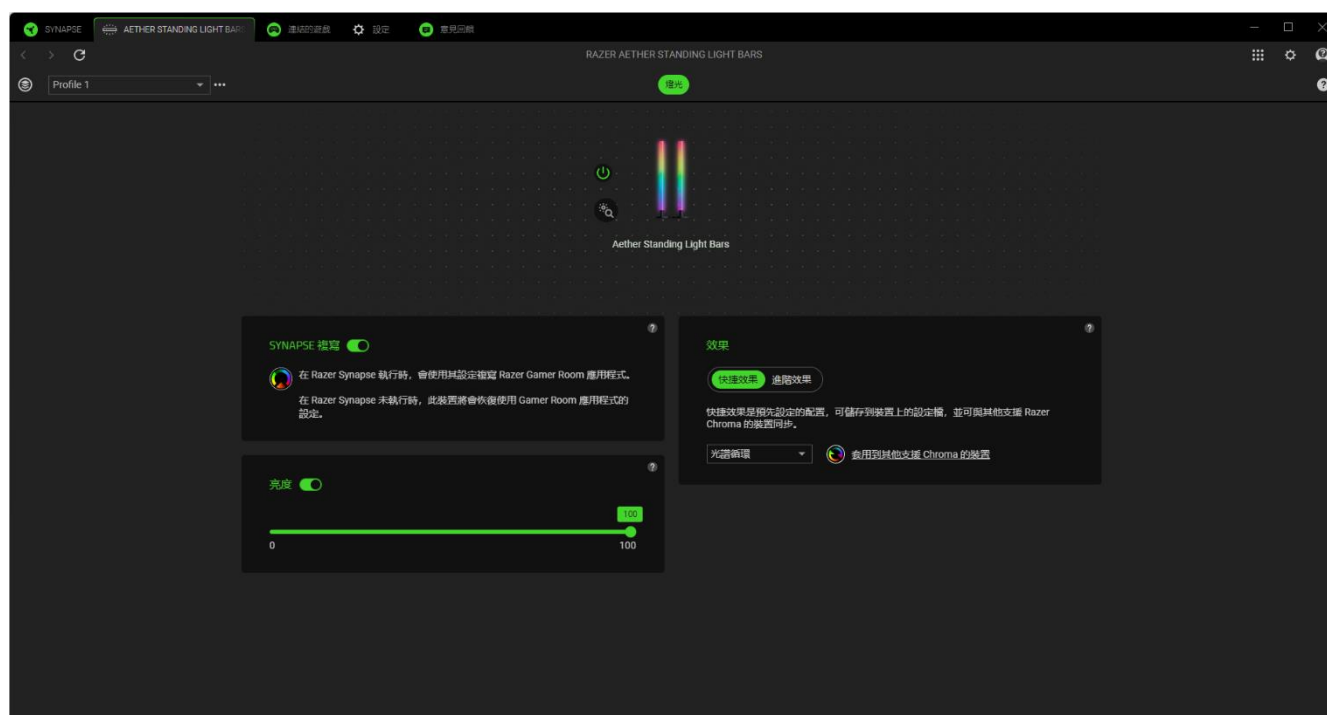 SYNAPSE
AETHER STANDING LIGHT BARS
連結的遊戲
設定
意見回饋
RAZER AETHER STANDING LIGHT BARS
Profile 1
燈光
Aether Standing Light Bars
SYNAPSE 複寫
在 Razer Synapse 執行時，會使用其設定複寫 Razer Gamer Room 應用程式。
在 Razer Synapse 未執行時，此裝置將會恢復使用 Gamer Room 應用程式的
設定。
亮度
100
0
100
效果
快捷效果
進階效果
快捷效果是預先設定的配置，可儲存到裝置上的設定檔，並可與其他支援 Razer
Chroma 的裝置同步。
光譜循環
套用到其他支援 Chroma 的裝置